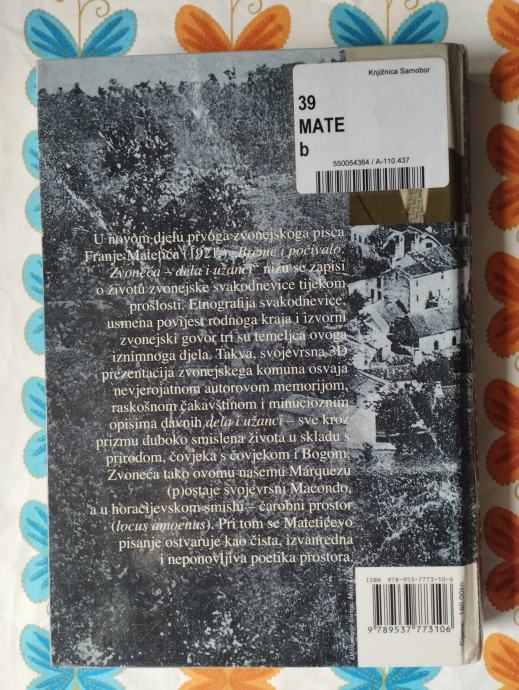 Knjižnica Samobor
39
MATE
b
550054364 / A-110.437
U novom djelu prvoga zvonejskoga pisca
Franje Matetića (1921.) „Breme i počivalo.
Zvoneća – dela i užanci" nižu se zapisi
o životu zvonejske svakodnevice tijekom
prošlosti. Etnografija svakodnevice,
usmena povijest rodnoga kraja i izvorni
zvonejski govor tri su temeljca ovoga
iznimnoga djela. Takva, svojevrsna 3D
prezentacija zvonejskega komuna osvaja
nevjerojatnom autorovom memorijom,
raskošnom čakavštinom i minucioznim
opisima davnih dela i užanci – sve kroz
prizmu duboko smislena života u skladu s
prirodom, čovjeka s čovjekom i Bogom.
Zvoneća tako ovomu našemu Márquezu
(p)ostaje svojevrsni Macondo,
a u horacijevskom smislu – čarobni prostor
(locus amoenus). Pri tom se Matetićevo
pisanje ostvaruje kao čista, izvanredna
i neponovljiva poetika prostora.
ISBN 978-953-7773-10-6
9 789537 773106